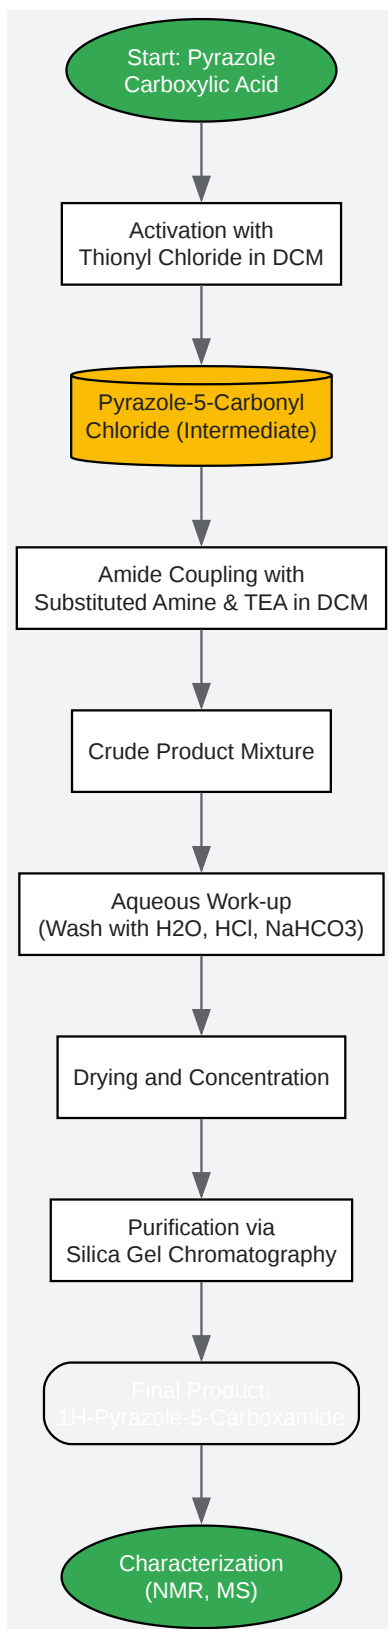 Start: Pyrazole
Carboxylic Acid
Activation with
Thionyl Chloride in DCM
Pyrazole-5-Carbonyl
Chloride (Intermediate)
Amide Coupling with
Substituted Amine & TEA in DCM
Crude Product Mixture
Aqueous Work-up
(Wash with H2O, HCl, NaHCO3)
Drying and Concentration
Purification via
Silica Gel Chromatography
Final Product:
1H-Pyrazole-5-Carboxamide
Characterization
(NMR, MS)